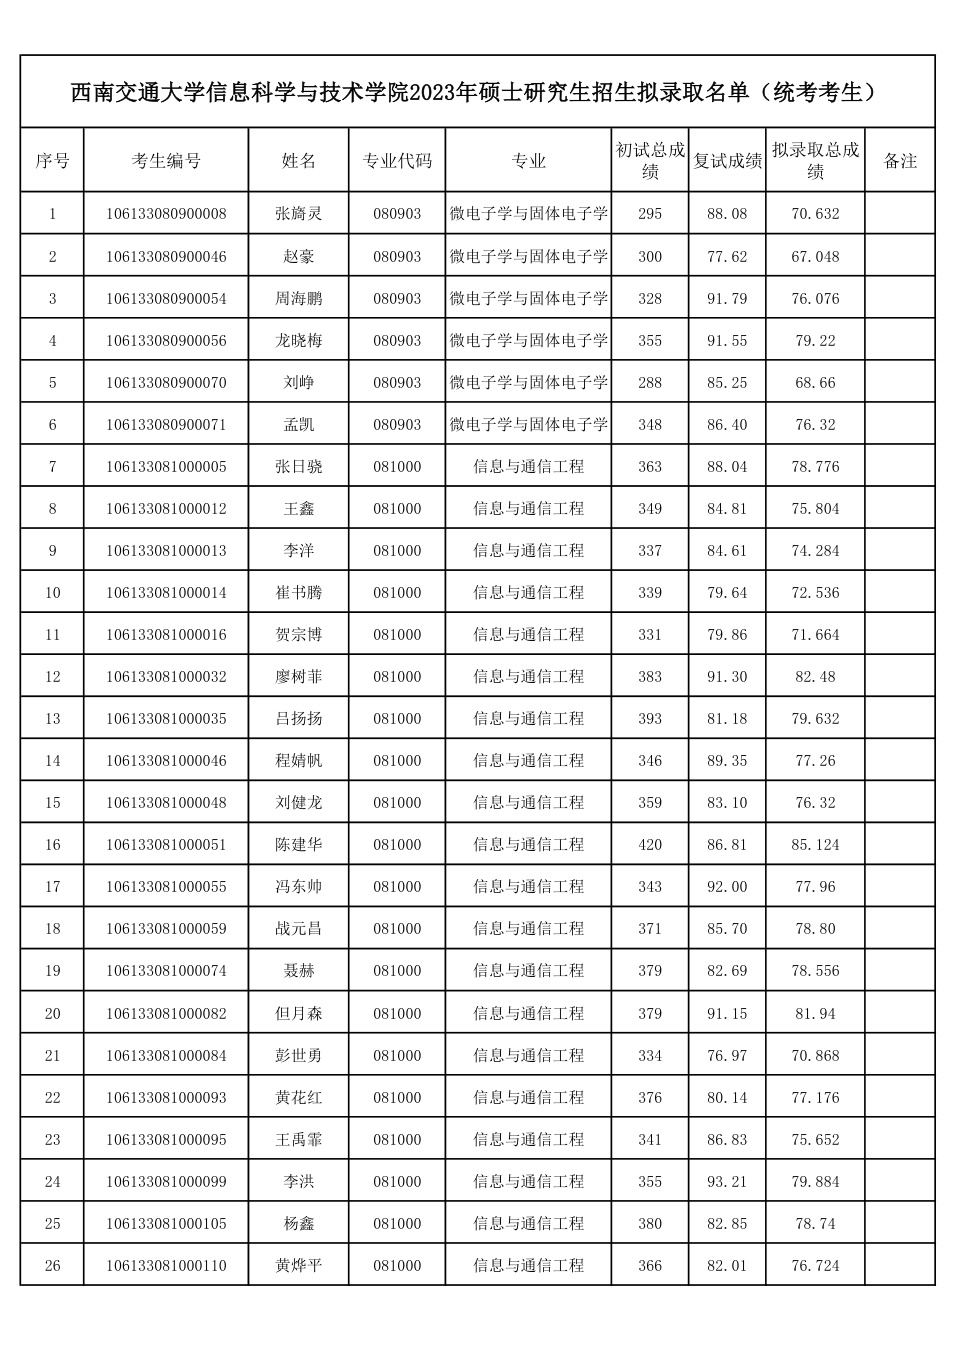 西南交通大学信息科学与技术学院2023年硕士研究生招生拟录取名单（统考考生）
序号 考生编号 姓名 专业代码 专业 初试总成绩 复试成绩 拟录取总成绩 备注
1 106133080900008 张旖灵 080903 微电子学与固体电子学 295 88.08 70.632
2 106133080900046 赵豪 080903 微电子学与固体电子学 300 77.62 67.048
3 106133080900054 周海鹏 080903 微电子学与固体电子学 328 91.79 76.076
4 106133080900056 龙晓梅 080903 微电子学与固体电子学 355 91.55 79.22
5 106133080900070 刘峥 080903 微电子学与固体电子学 288 85.25 68.66
6 106133080900071 孟凯 080903 微电子学与固体电子学 348 86.40 76.32
7 106133081000005 张日骁 081000 信息与通信工程 363 88.04 78.776
8 106133081000012 王鑫 081000 信息与通信工程 349 84.81 75.804
9 106133081000013 李洋 081000 信息与通信工程 337 84.61 74.284
10 106133081000014 崔书腾 081000 信息与通信工程 339 79.64 72.536
11 106133081000016 贺宗博 081000 信息与通信工程 331 79.86 71.664
12 106133081000032 廖树菲 081000 信息与通信工程 383 91.30 82.48
13 106133081000035 吕扬扬 081000 信息与通信工程 393 81.18 79.632
14 106133081000046 程婧帆 081000 信息与通信工程 346 89.35 77.26
15 106133081000048 刘健龙 081000 信息与通信工程 359 83.10 76.32
16 106133081000051 陈建华 081000 信息与通信工程 420 86.81 85.124
17 106133081000055 冯东帅 081000 信息与通信工程 343 92.00 77.96
18 106133081000059 战元昌 081000 信息与通信工程 371 85.70 78.80
19 106133081000074 聂赫 081000 信息与通信工程 379 82.69 78.556
20 106133081000082 但月森 081000 信息与通信工程 379 91.15 81.94
21 106133081000084 彭世勇 081000 信息与通信工程 334 76.97 70.868
22 106133081000093 黄花红 081000 信息与通信工程 376 80.14 77.176
23 106133081000095 王禹霏 081000 信息与通信工程 341 86.83 75.652
24 106133081000099 李洪 081000 信息与通信工程 355 93.21 79.884
25 106133081000105 杨鑫 081000 信息与通信工程 380 82.85 78.74
26 106133081000110 黄烨平 081000 信息与通信工程 366 82.01 76.724